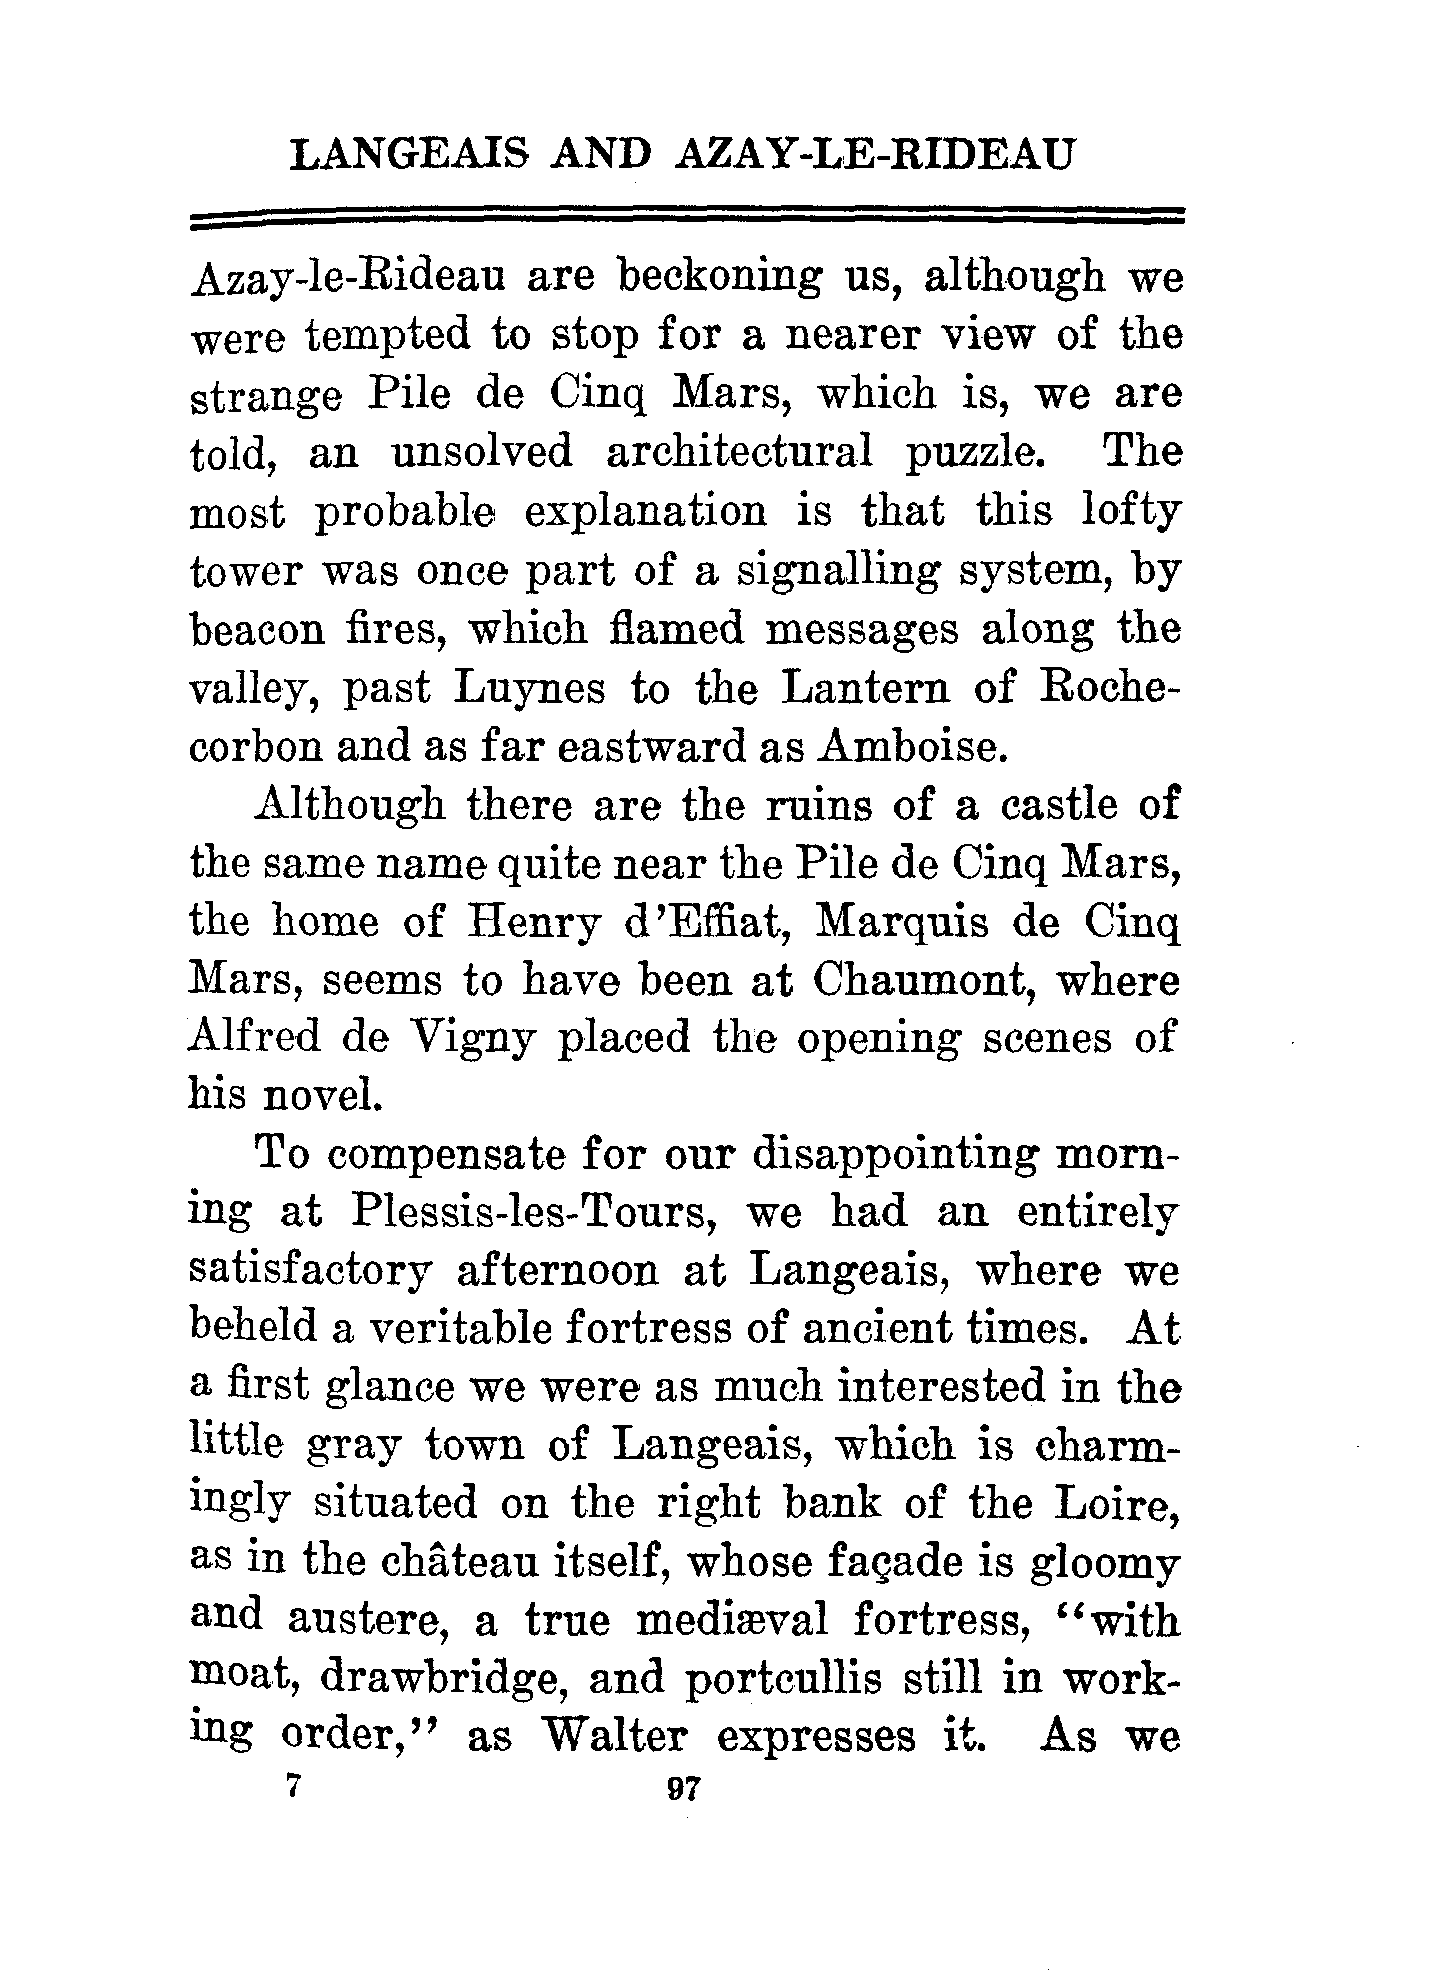 LANGEAIS AND AZAY-LE-RIDEAU
Azay-le-Rideau are beckoning us, although we
were tempted to stop for a nearer view of the
strange Pile de Cinq Mars, which is, we are
told, an unsolved architectural puzzle. The
most probable explanation is that this lofty
tower was once part of a signalling system, by
beacon fires, which flamed messages along the
valley, past Luynes to the Lantern of Roche-
corbon and as far eastward as Amboise.
Although there are the ruins of a castle of
the same name quite near the Pile de Cinq Mars,
the home of Henry d'Effiat, Marquis de Cinq
Mars, seems to have been at Chaumont, where
Alfred de Vigny placed the opening scenes of
his novel.
To compensate for our disappointing morn-
ing at Plessis-les-Tours, we had an entirely
satisfactory afternoon at Langeais, where we
beheld a veritable fortress of ancient times. At
a first glance we were as much interested in the
little gray town of Langeais, which is charm-
ingly situated on the right bank of the Loire,
as in the château itself, whose façade is gloomy
and austere, a true mediæval fortress, "with
moat, drawbridge, and portcullis still in work-
ing order," as Walter expresses it. As we
7 97